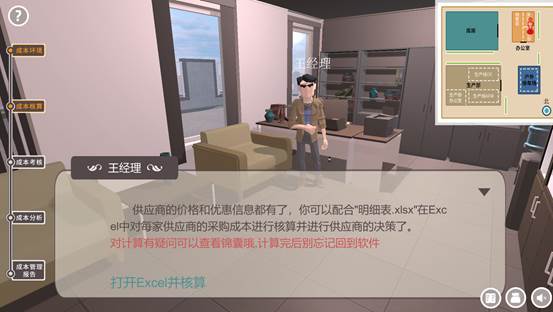 ?
成本环境
成本核算
成本考核
成本分析
成本管理
报告
王经理
办公室
北
王经理
供应商的价格和优惠信息都有了，你可以配合"明细表.xlsx"在Exc
el中对每家供应商的采购成本进行核算并进行供应商的决策了。
对计算有疑问可以查看锦囊哦,计算完后别忘记回到软件
打开Excel并核算